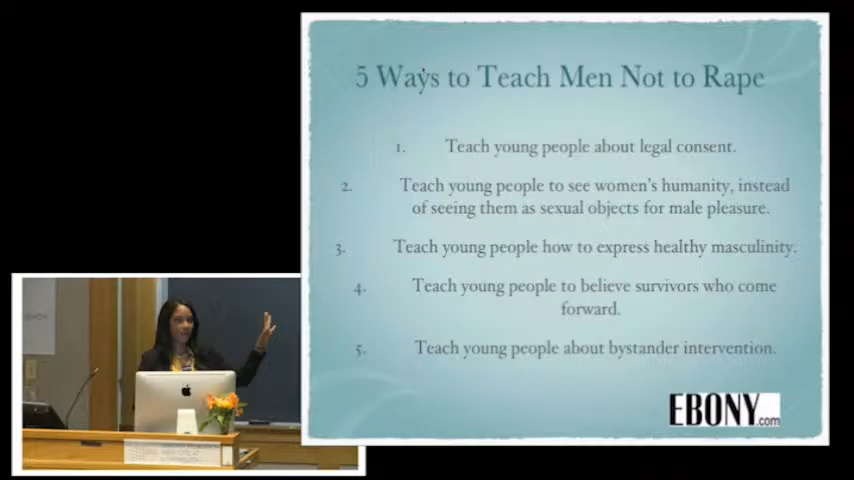 5 Ways to Teach Men Not to Rape
1. Teach young people about legal consent.
2. Teach young people to see women's humanity, instead
of seeing them as sexual objects for male pleasure.
3. Teach young people how to express healthy masculinity.
4. Teach young people to believe survivors who come
forward.
5. Teach young people about bystander intervention.
EBONY.com